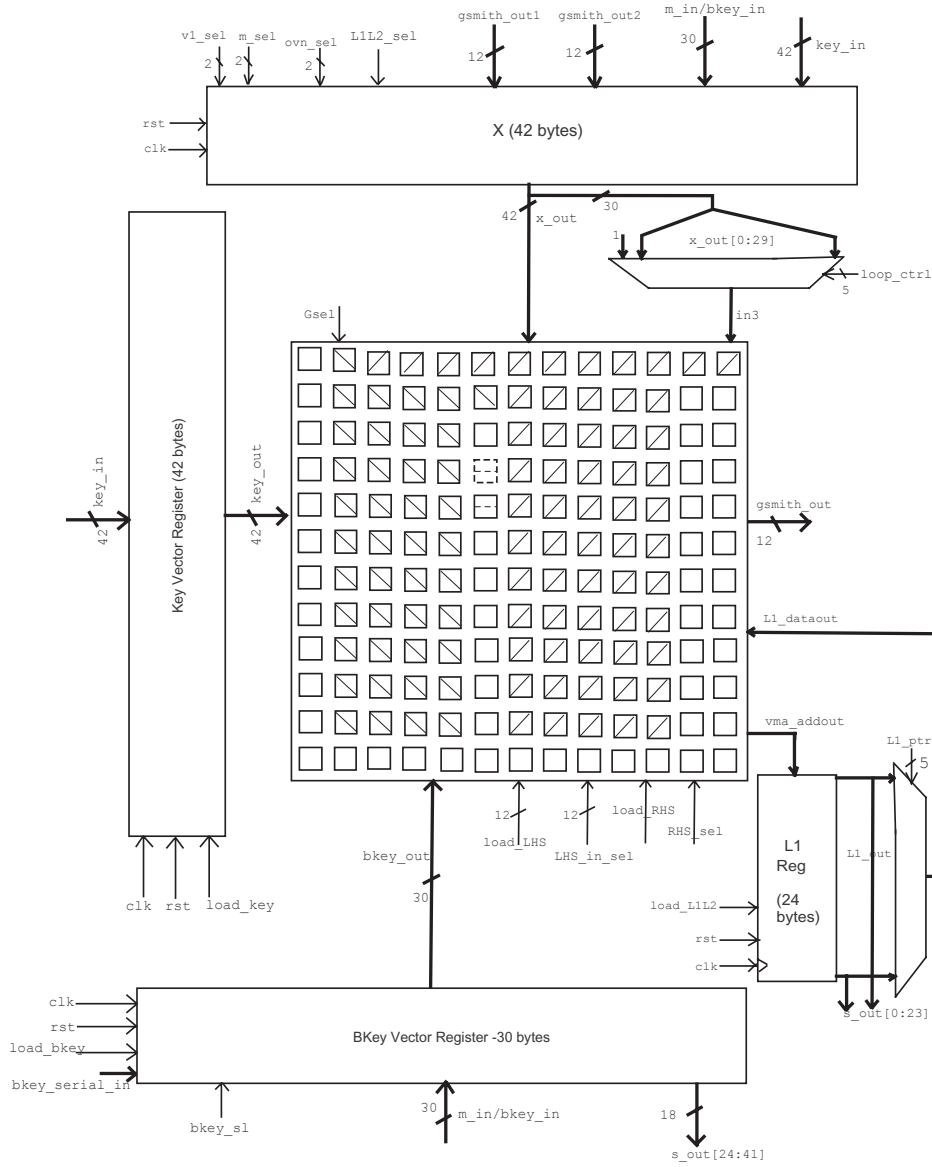 gsmith_out1
gsmith_out2
m_in/bkey_in
v1_sel
m_sel
ovn_sel
L1L2_sel
2
2
2
12
12
30
42
key_in
rst
clk
X (42 bytes)
42
x_out
30
1
x_out[0:29]
loop_ctrl
5
in3
Gsel
key_in
42
Key Vector Register (42 bytes)
key_out
42
gsmith_out
12
L1_dataout
vma_addout
L1_ptr
5
12
load_LHS
12
LHS_in_sel
load_RHS
RHS_sel
bkey_out
30
clk
rst
load_key
L1
Reg
(24
bytes)
L1_out
load_L1L2
rst
clk
s_out[0:23]
clk
rst
load_bkey
bkey_serial_in
BKey Vector Register -30 bytes
bkey_sl
30
m_in/bkey_in
18
s_out[24:41]